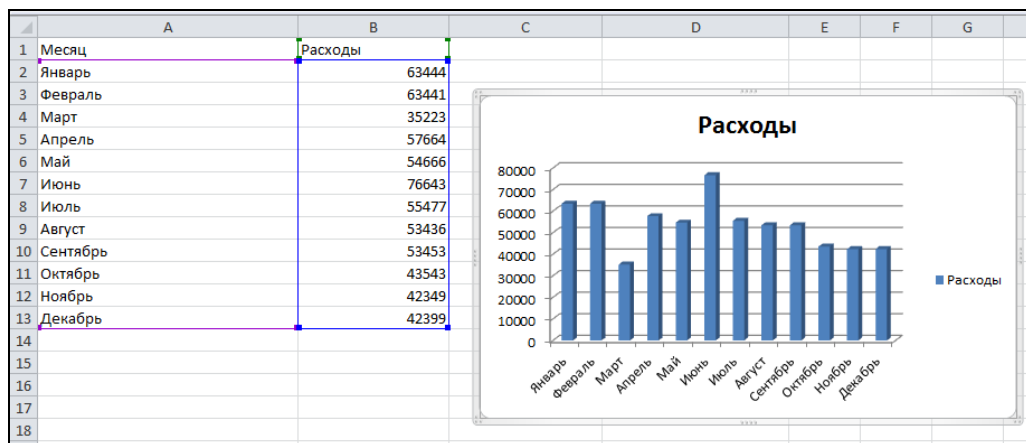 A B C D E F G
1 Месяц Расходы
2 Январь 63444
3 Февраль 63441
4 Март 35223
5 Апрель 57664
6 Май 54666
7 Июнь 76643
8 Июль 55477
9 Август 53436
10 Сентябрь 53453
11 Октябрь 43543
12 Ноябрь 42349
13 Декабрь 42399
14
15
16
17
18
Расходы
80000
70000
60000
50000
40000
30000
20000
10000
0
Январь Февраль Март Апрель Май Июнь Июль Август Сентябрь Октябрь Ноябрь Декабрь
Расходы